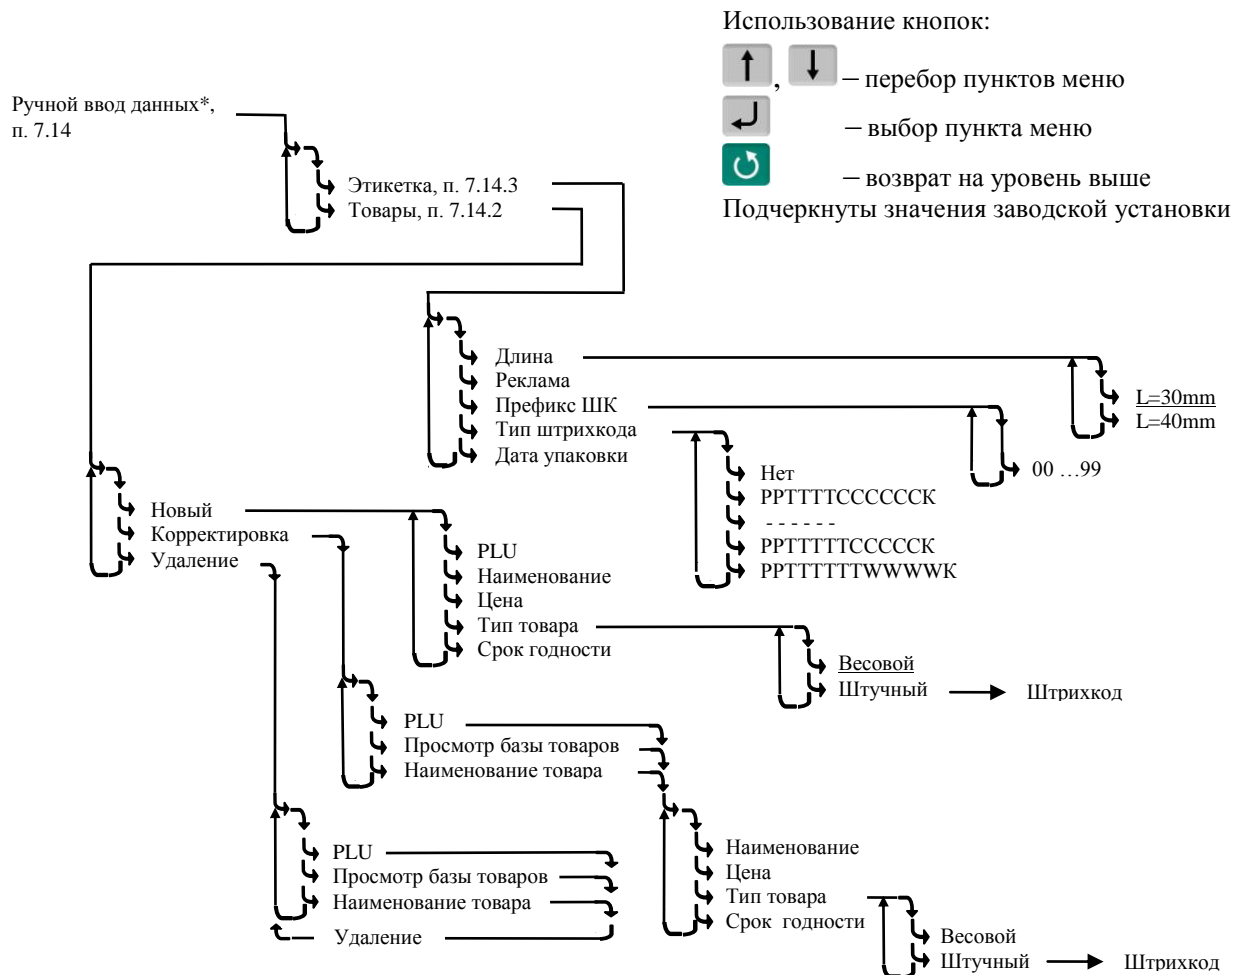 Использование кнопок:
, – перебор пунктов меню
– выбор пункта меню
– возврат на уровень выше
Подчеркнуты значения заводской установки
Ручной ввод данных*,
п. 7.14
Этикетка, п. 7.14.3
Товары, п. 7.14.2
Длина
Реклама
Префикс ШК
Тип штрихкода
Дата упаковки
L=30mm
L=40mm
00 …99
Нет
PPTTTTCCCCCCK
- - - - - -
PPTTTTTCCCCCK
PPTTTTTTWWWWK
Новый
Корректировка
Удаление
PLU
Наименование
Цена
Тип товара
Срок годности
Весовой
Штучный
Штрихкод
PLU
Просмотр базы товаров
Наименование товара
PLU
Просмотр базы товаров
Наименование товара
Удаление
Наименование
Цена
Тип товара
Срок годности
Весовой
Штучный
Штрихкод